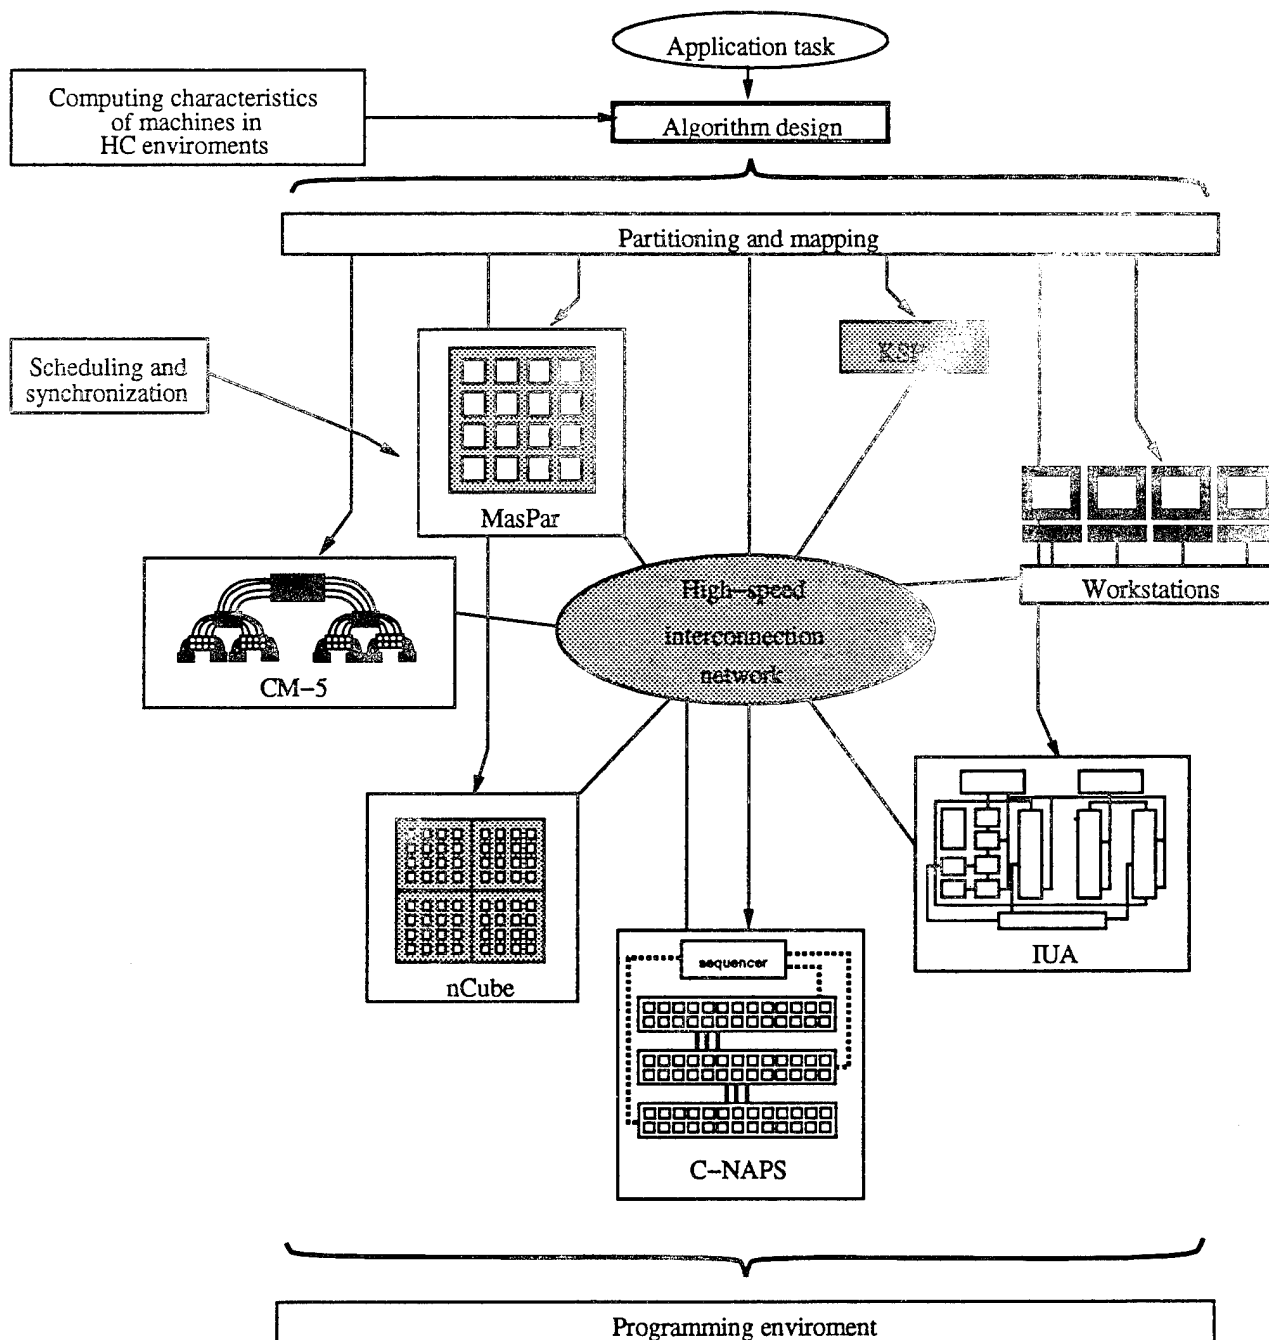 Application task
Computing characteristics
of machines in
HC enviroments
Algorithm design
Partitioning and mapping
Scheduling and
synchronization
MasPar
CM–5
High–speed
interconnection
network
Workstations
nCube
sequencer
C–NAPS
IUA
Programming enviroment